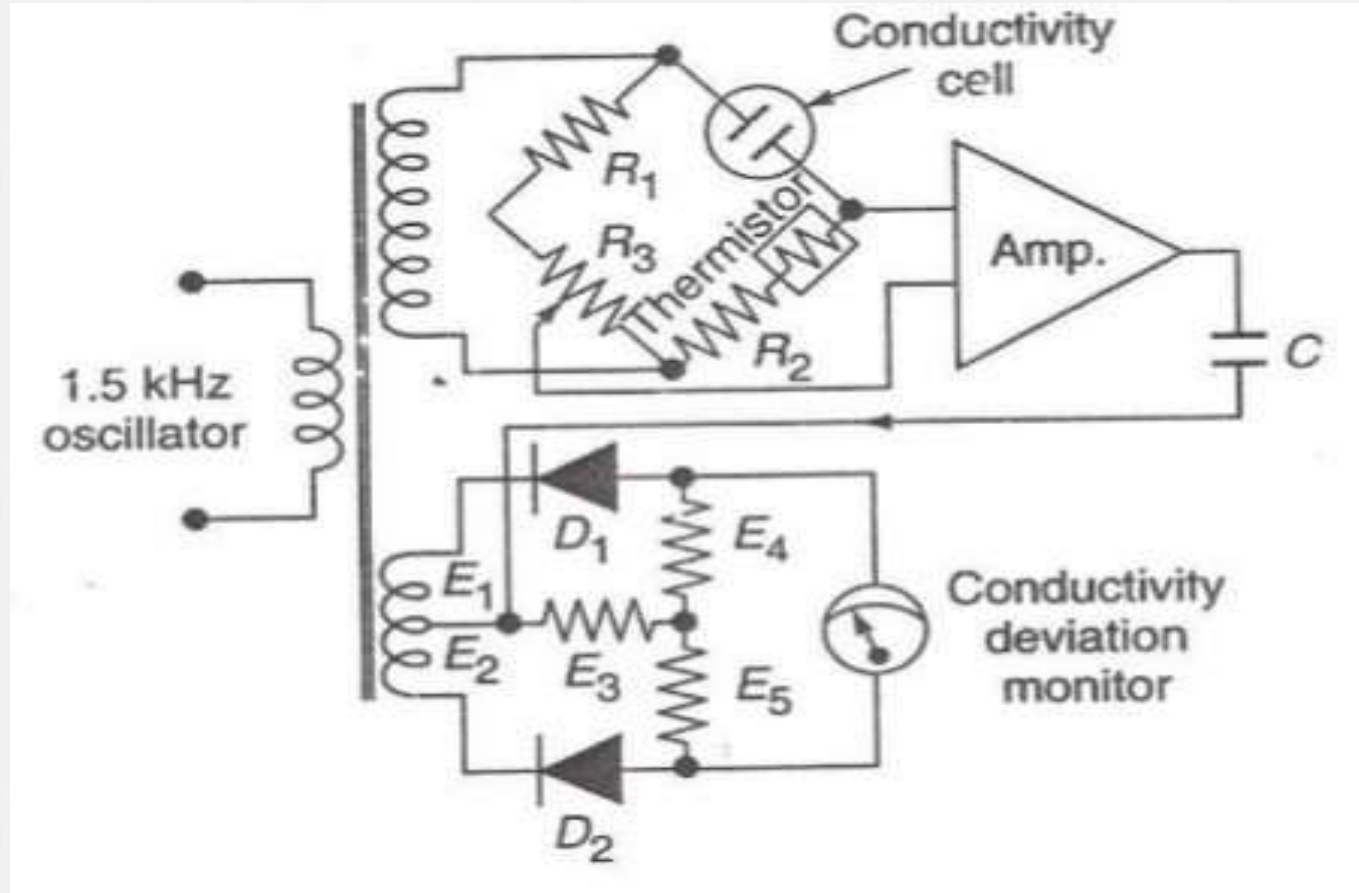 Conductivity
cell
R1
R3
Thermistor
R2
Amp.
C
1.5 kHz
oscillator
D1
E4
E1
E2
E3
E5
D2
Conductivity
deviation
monitor